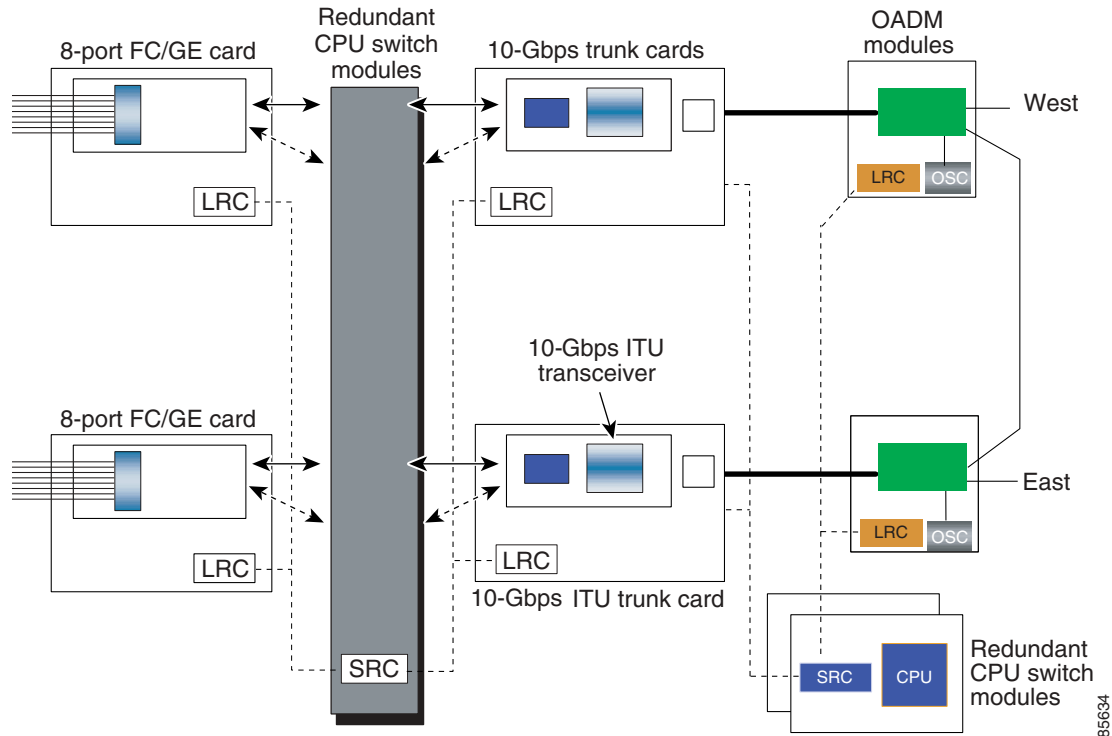 Redundant
CPU switch
modules
OADM
modules
8-port FC/GE card
10-Gbps trunk cards
West
LRC
OSC
LRC
LRC
10-Gbps ITU
transceiver
8-port FC/GE card
East
LRC
OSC
LRC
LRC
10-Gbps ITU trunk card
SRC
SRC
CPU
Redundant
CPU switch
modules
85634